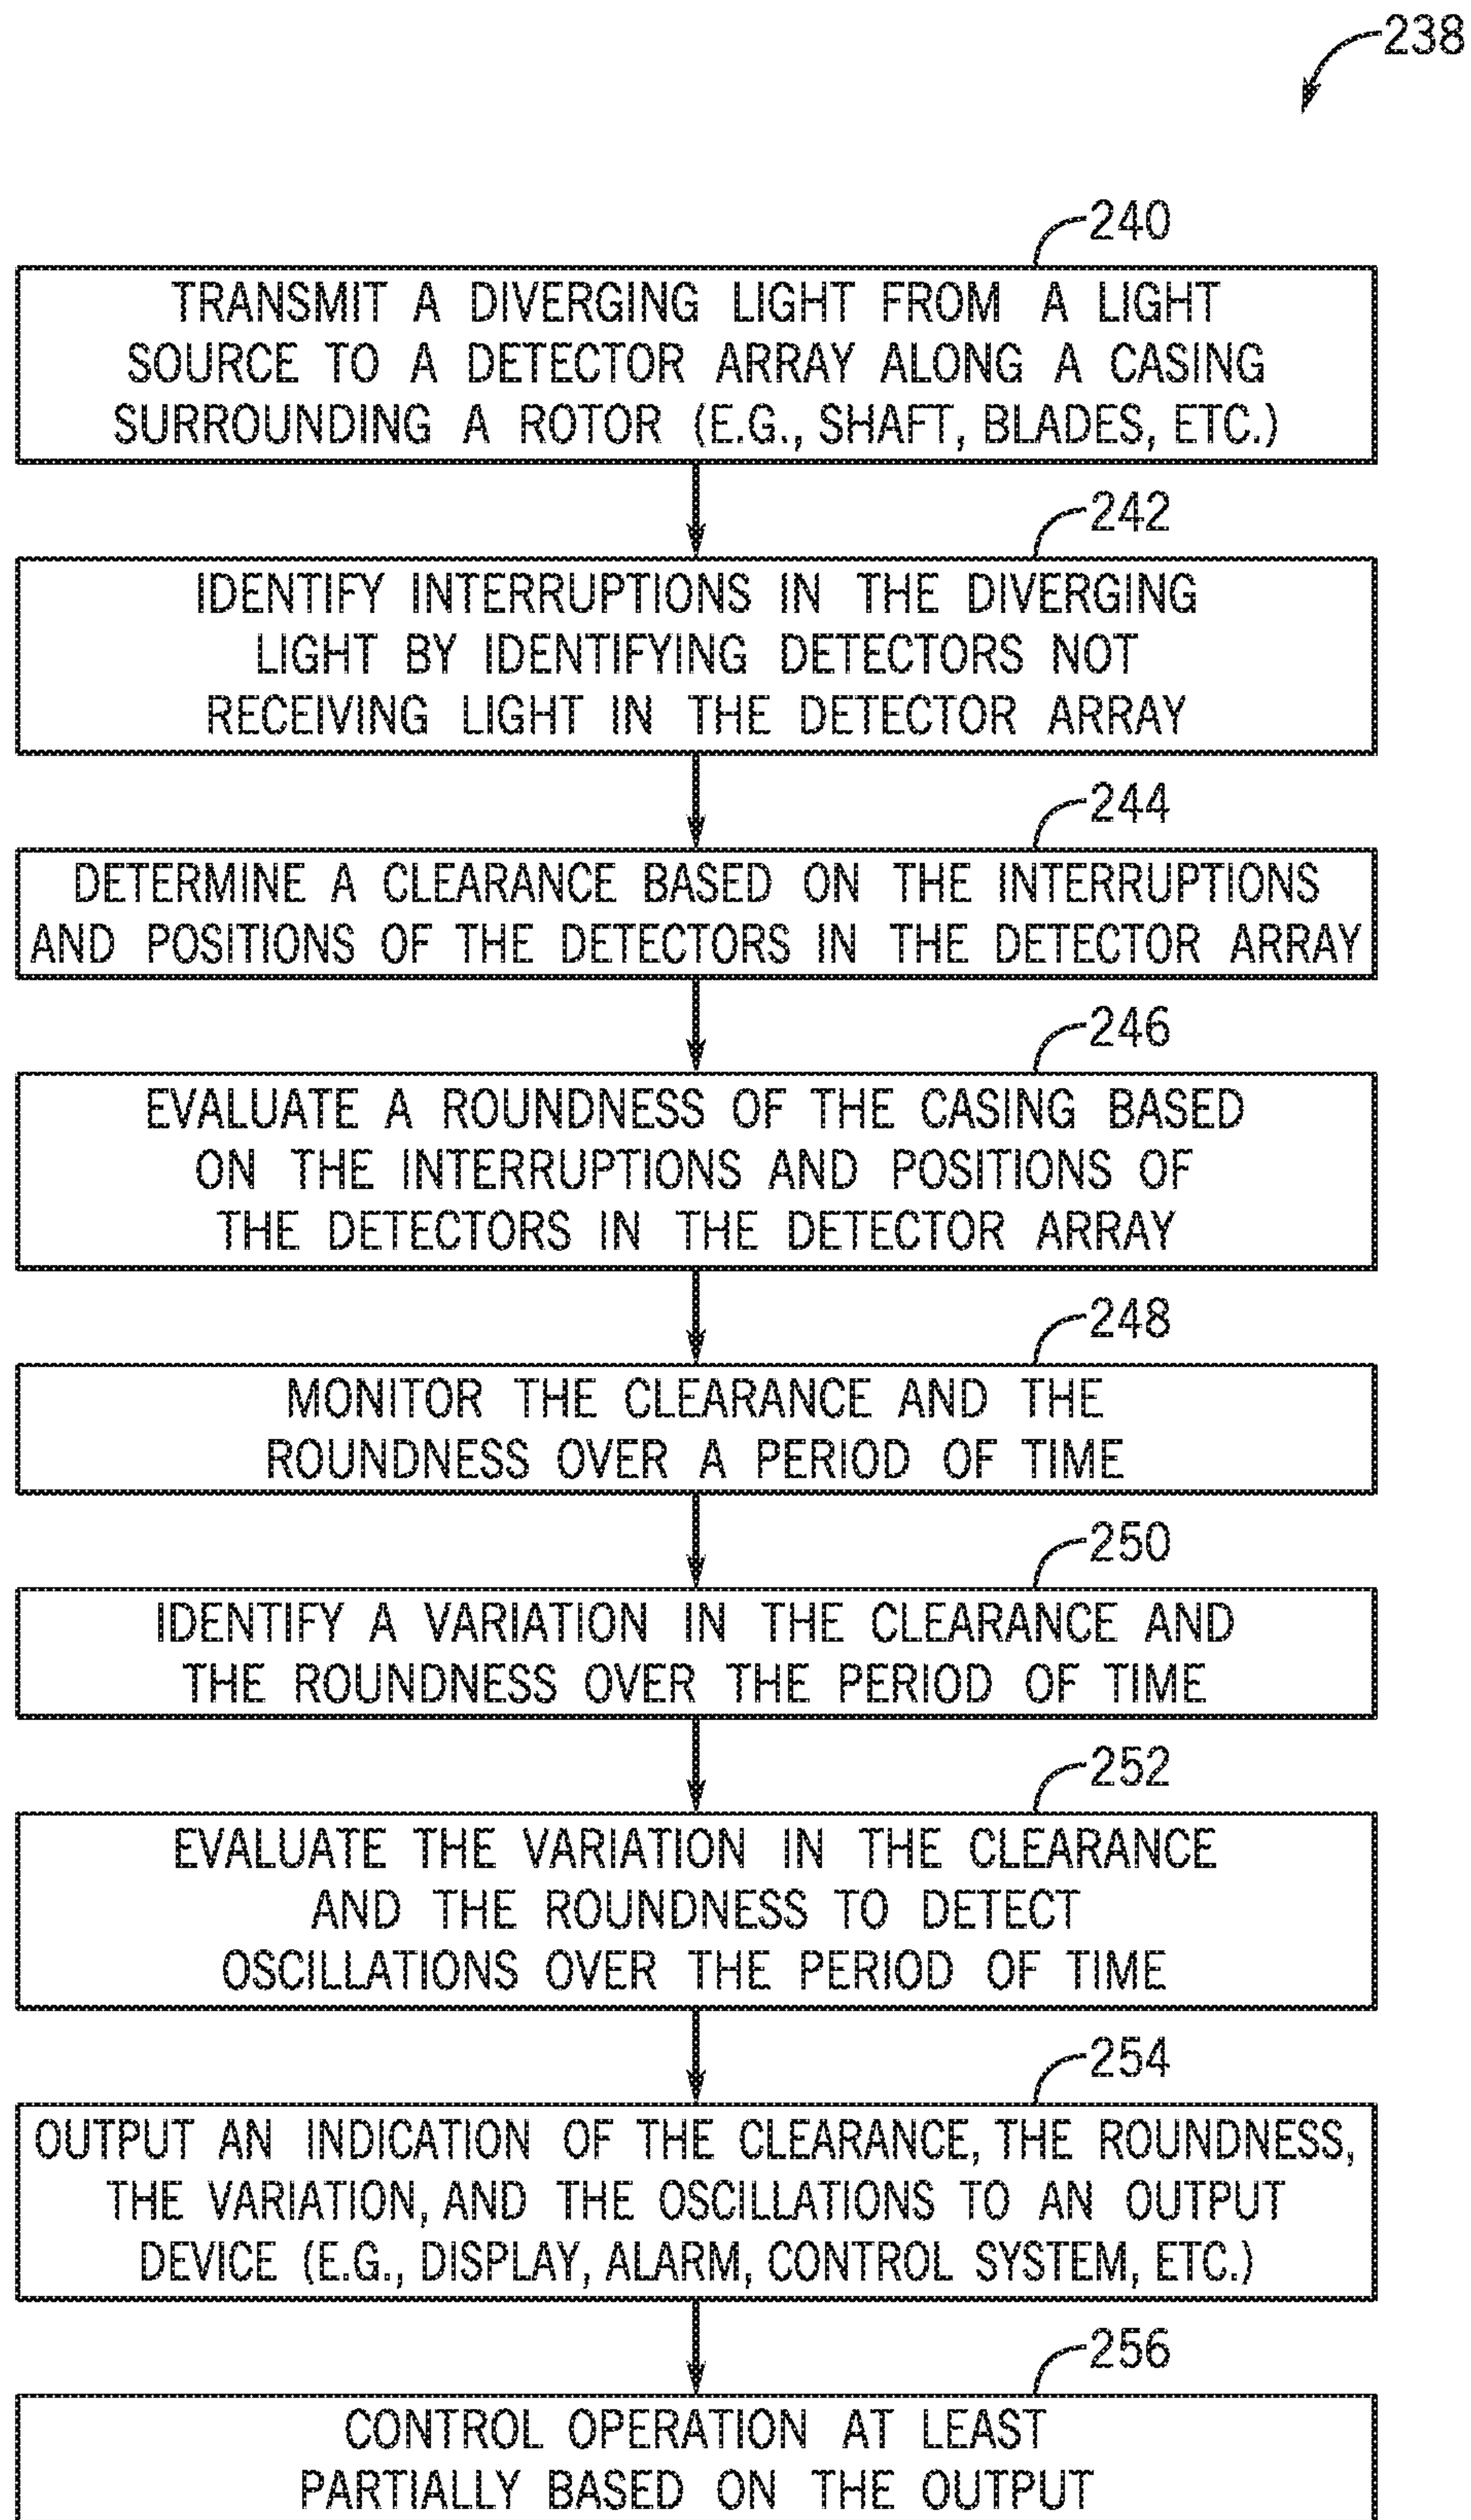 238
240
TRANSMIT A DIVERGING LIGHT FROM A LIGHT
SOURCE TO A DETECTOR ARRAY ALONG A CASING
SURROUNDING A ROTOR (E.G., SHAFT, BLADES, ETC.)
242
IDENTIFY INTERRUPTIONS IN THE DIVERGING
LIGHT BY IDENTIFYING DETECTORS NOT
RECEIVING LIGHT IN THE DETECTOR ARRAY
244
DETERMINE A CLEARANCE BASED ON THE INTERRUPTIONS
AND POSITIONS OF THE DETECTORS IN THE DETECTOR ARRAY
246
EVALUATE A ROUNDNESS OF THE CASING BASED
ON THE INTERRUPTIONS AND POSITIONS OF
THE DETECTORS IN THE DETECTOR ARRAY
248
MONITOR THE CLEARANCE AND THE
ROUNDNESS OVER A PERIOD OF TIME
250
IDENTIFY A VARIATION IN THE CLEARANCE AND
THE ROUNDNESS OVER THE PERIOD OF TIME
252
EVALUATE THE VARIATION IN THE CLEARANCE
AND THE ROUNDNESS TO DETECT
OSCILLATIONS OVER THE PERIOD OF TIME
254
OUTPUT AN INDICATION OF THE CLEARANCE, THE ROUNDNESS,
THE VARIATION, AND THE OSCILLATIONS TO AN OUTPUT
DEVICE (E.G., DISPLAY, ALARM, CONTROL SYSTEM, ETC.)
256
CONTROL OPERATION AT LEAST
PARTIALLY BASED ON THE OUTPUT